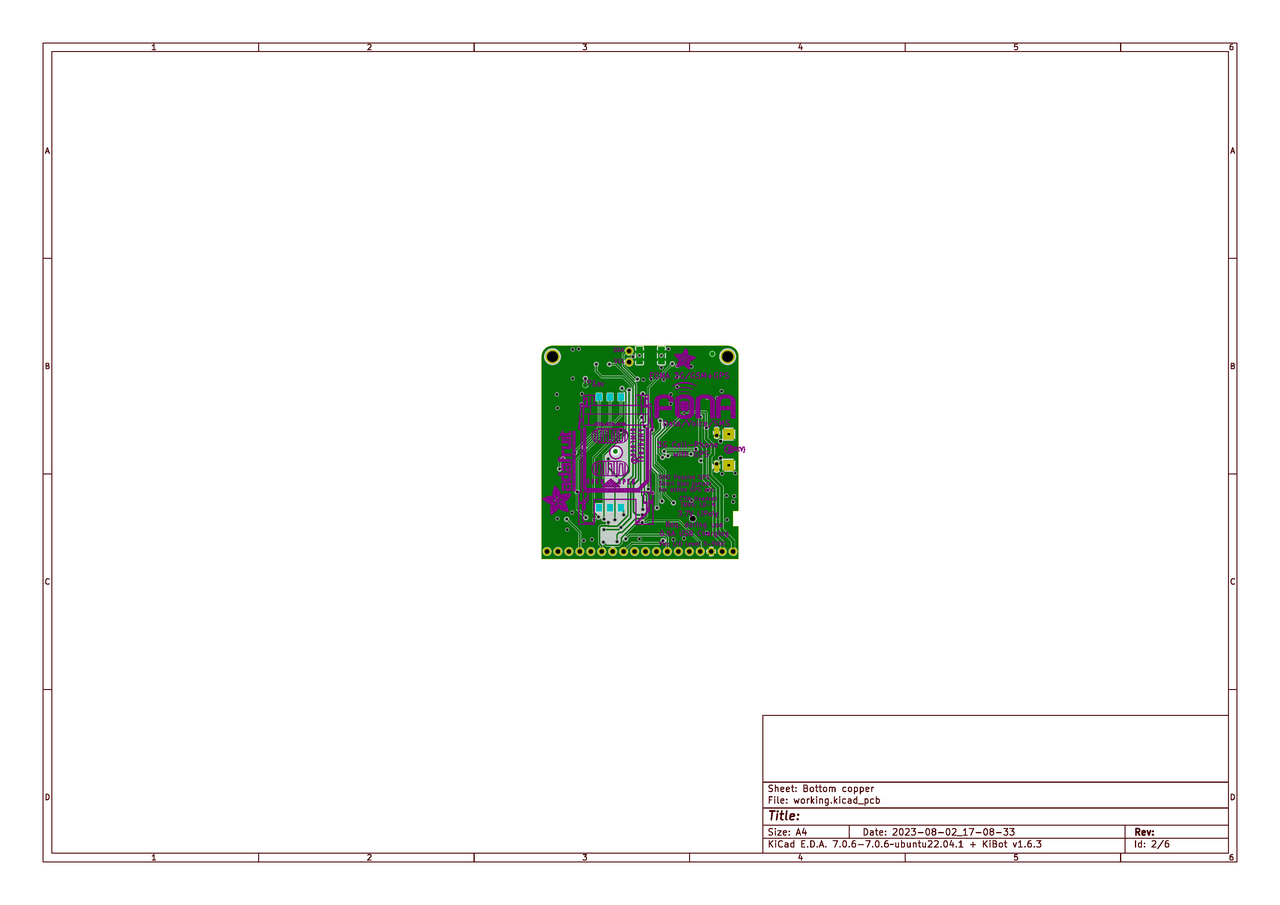 1 2 3 4 5 6
A A
B B
FONA
adafruit
C C
D D
Sheet: Bottom copper
File: working.kicad_pcb
Title:
Size: A4 Date: 2023-08-02_17-08-33 Rev:
KiCad E.D.A. 7.0.6-7.0.6~ubuntu22.04.1 + KiBot v1.6.3 Id: 2/6
1 2 3 4 5 6